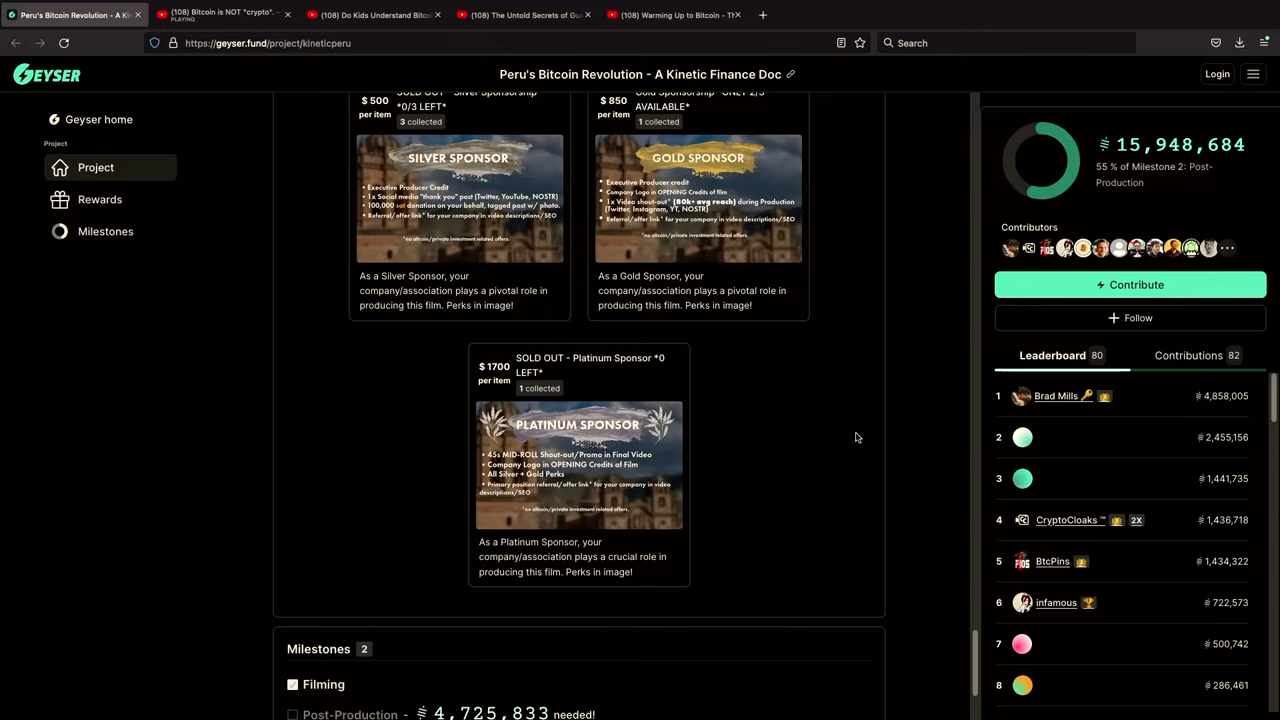 Peru's Bitcoin Revolution - A Ki
(108) Bitcoin is NOT "crypto". -
PLAYING
(108) Do Kids Understand Bitcoi
(108) The Untold Secrets of Gua
(108) Warming Up to Bitcoin - Th
https://geyser.fund/project/kineticperu
Search
GEYSER
Peru's Bitcoin Revolution - A Kinetic Finance Doc
Login
Geyser home
Project
Project
Rewards
Milestones
$ 500
per item
SOLD OUT - Silver Sponsorship
*0/3 LEFT*
3 collected
SILVER SPONSOR
• Executive Producer Credit
• 1x Social media "thank you" post (Twitter, YouTube, NOSTR)
• 100,000 sat donation on your behalf, tagged post w/ photo.
• Referral/offer link* for your company in video descriptions/SEO
*no altcoin/private investment related offers.
As a Silver Sponsor, your
company/association plays a pivotal role in
producing this film. Perks in image!
$ 850
per item
Gold Sponsorship - ONLY 2/3
AVAILABLE*
1 collected
GOLD SPONSOR
• Executive Producer credit
• Company Logo in OPENING Credits of film
• 1x Video shout-out* (80k+ avg reach) during Production
(Twitter, Instagram, YT, NOSTR)
• Referral/offer link* for your company in video descriptions/SEO
*no altcoin/private investment related offers.
As a Gold Sponsor, your
company/association plays a pivotal role in
producing this film. Perks in image!
$ 1700
per item
SOLD OUT - Platinum Sponsor *0
LEFT*
1 collected
PLATINUM SPONSOR
• 45s MID-ROLL Shout-out/Promo in Final Video
• Company Logo in OPENING Credits of Film
• All Silver + Gold Perks
• Primary position referral/offer link* for your company in video
descriptions/SEO
*no altcoin/private investment related offers.
As a Platinum Sponsor, your
company/association plays a crucial role in
producing this film. Perks in image!
Milestones 2
Filming
Post-Production - 4,725,833 needed!
15,948,684
55 % of Milestone 2: Post-
Production
Contributors
Contribute
Follow
Leaderboard 80
Contributions 82
1 Brad Mills 4,858,005
2 2,455,156
3 1,441,735
4 CryptoCloaks ™ 2X 1,436,718
5 BtcPins 1,434,322
6 infamous 722,573
7 500,742
8 286,461